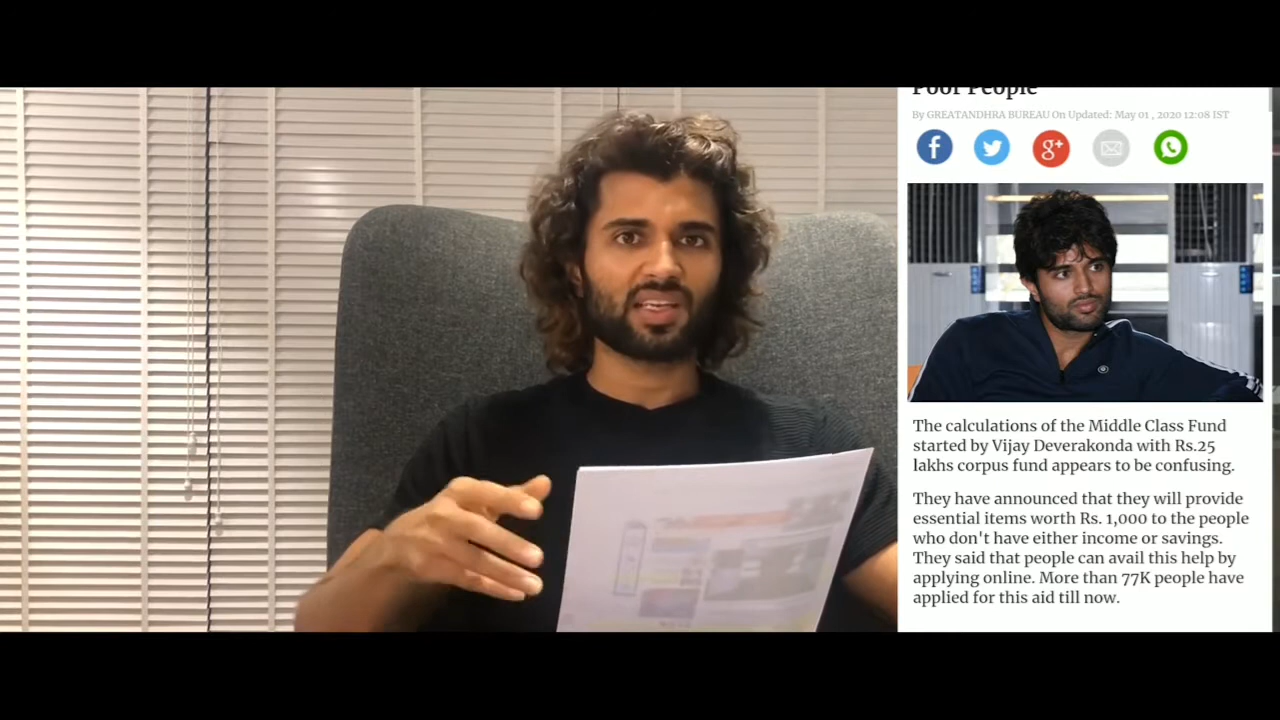 Poor People
By GREATANDHRA BUREAU On Updated: May 01 , 2020 12:08 IST
f
g+
The calculations of the Middle Class Fund
started by Vijay Deverakonda with Rs.25
lakhs corpus fund appears to be confusing.
They have announced that they will provide
essential items worth Rs. 1,000 to the people
who don't have either income or savings.
They said that people can avail this help by
applying online. More than 77K people have
applied for this aid till now.